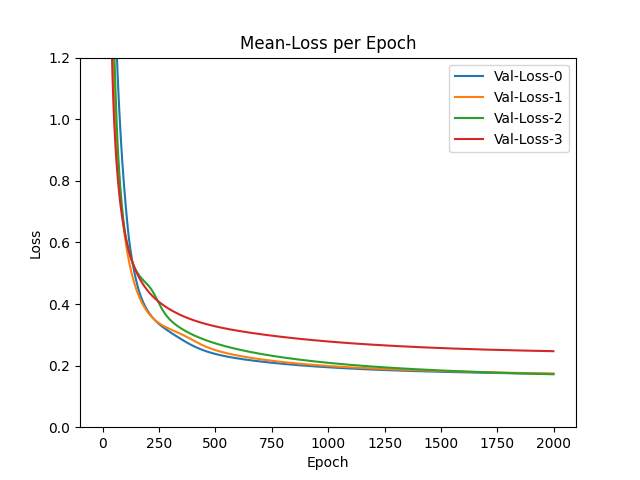 Mean-Loss per Epoch
Val-Loss-0
Val-Loss-1
Val-Loss-2
Val-Loss-3
Loss
1.2
1.0
0.8
0.6
0.4
0.2
0.0
0 250 500 750 1000 1250 1500 1750 2000
Epoch